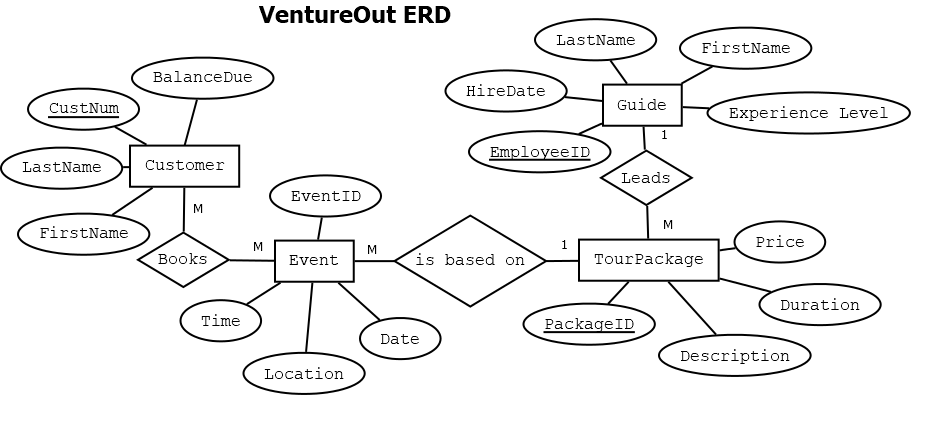 VentureOut ERD
LastName
FirstName
BalanceDue
HireDate
Guide
CustNum
Experience Level
1
EmployeeID
Customer
LastName
Leads
EventID
M
M
FirstName
Price
M
M
1
Books
Event
is based on
TourPackage
Duration
Time
PackageID
Date
Description
Location